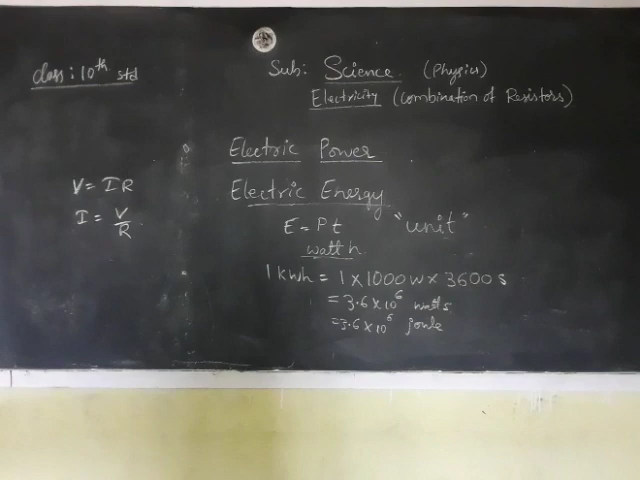 class: 10th std
Sub: Science (Physics)
Electricity (Combination of Resistors)
Electric Power
V = IR
I = V/R
Electric Energy
E = Pt "unit"
watt h
1 kwh = 1 x 1000 w x 3600 s
= 3.6 x 10^6 watt s
= 3.6 x 10^6 joule